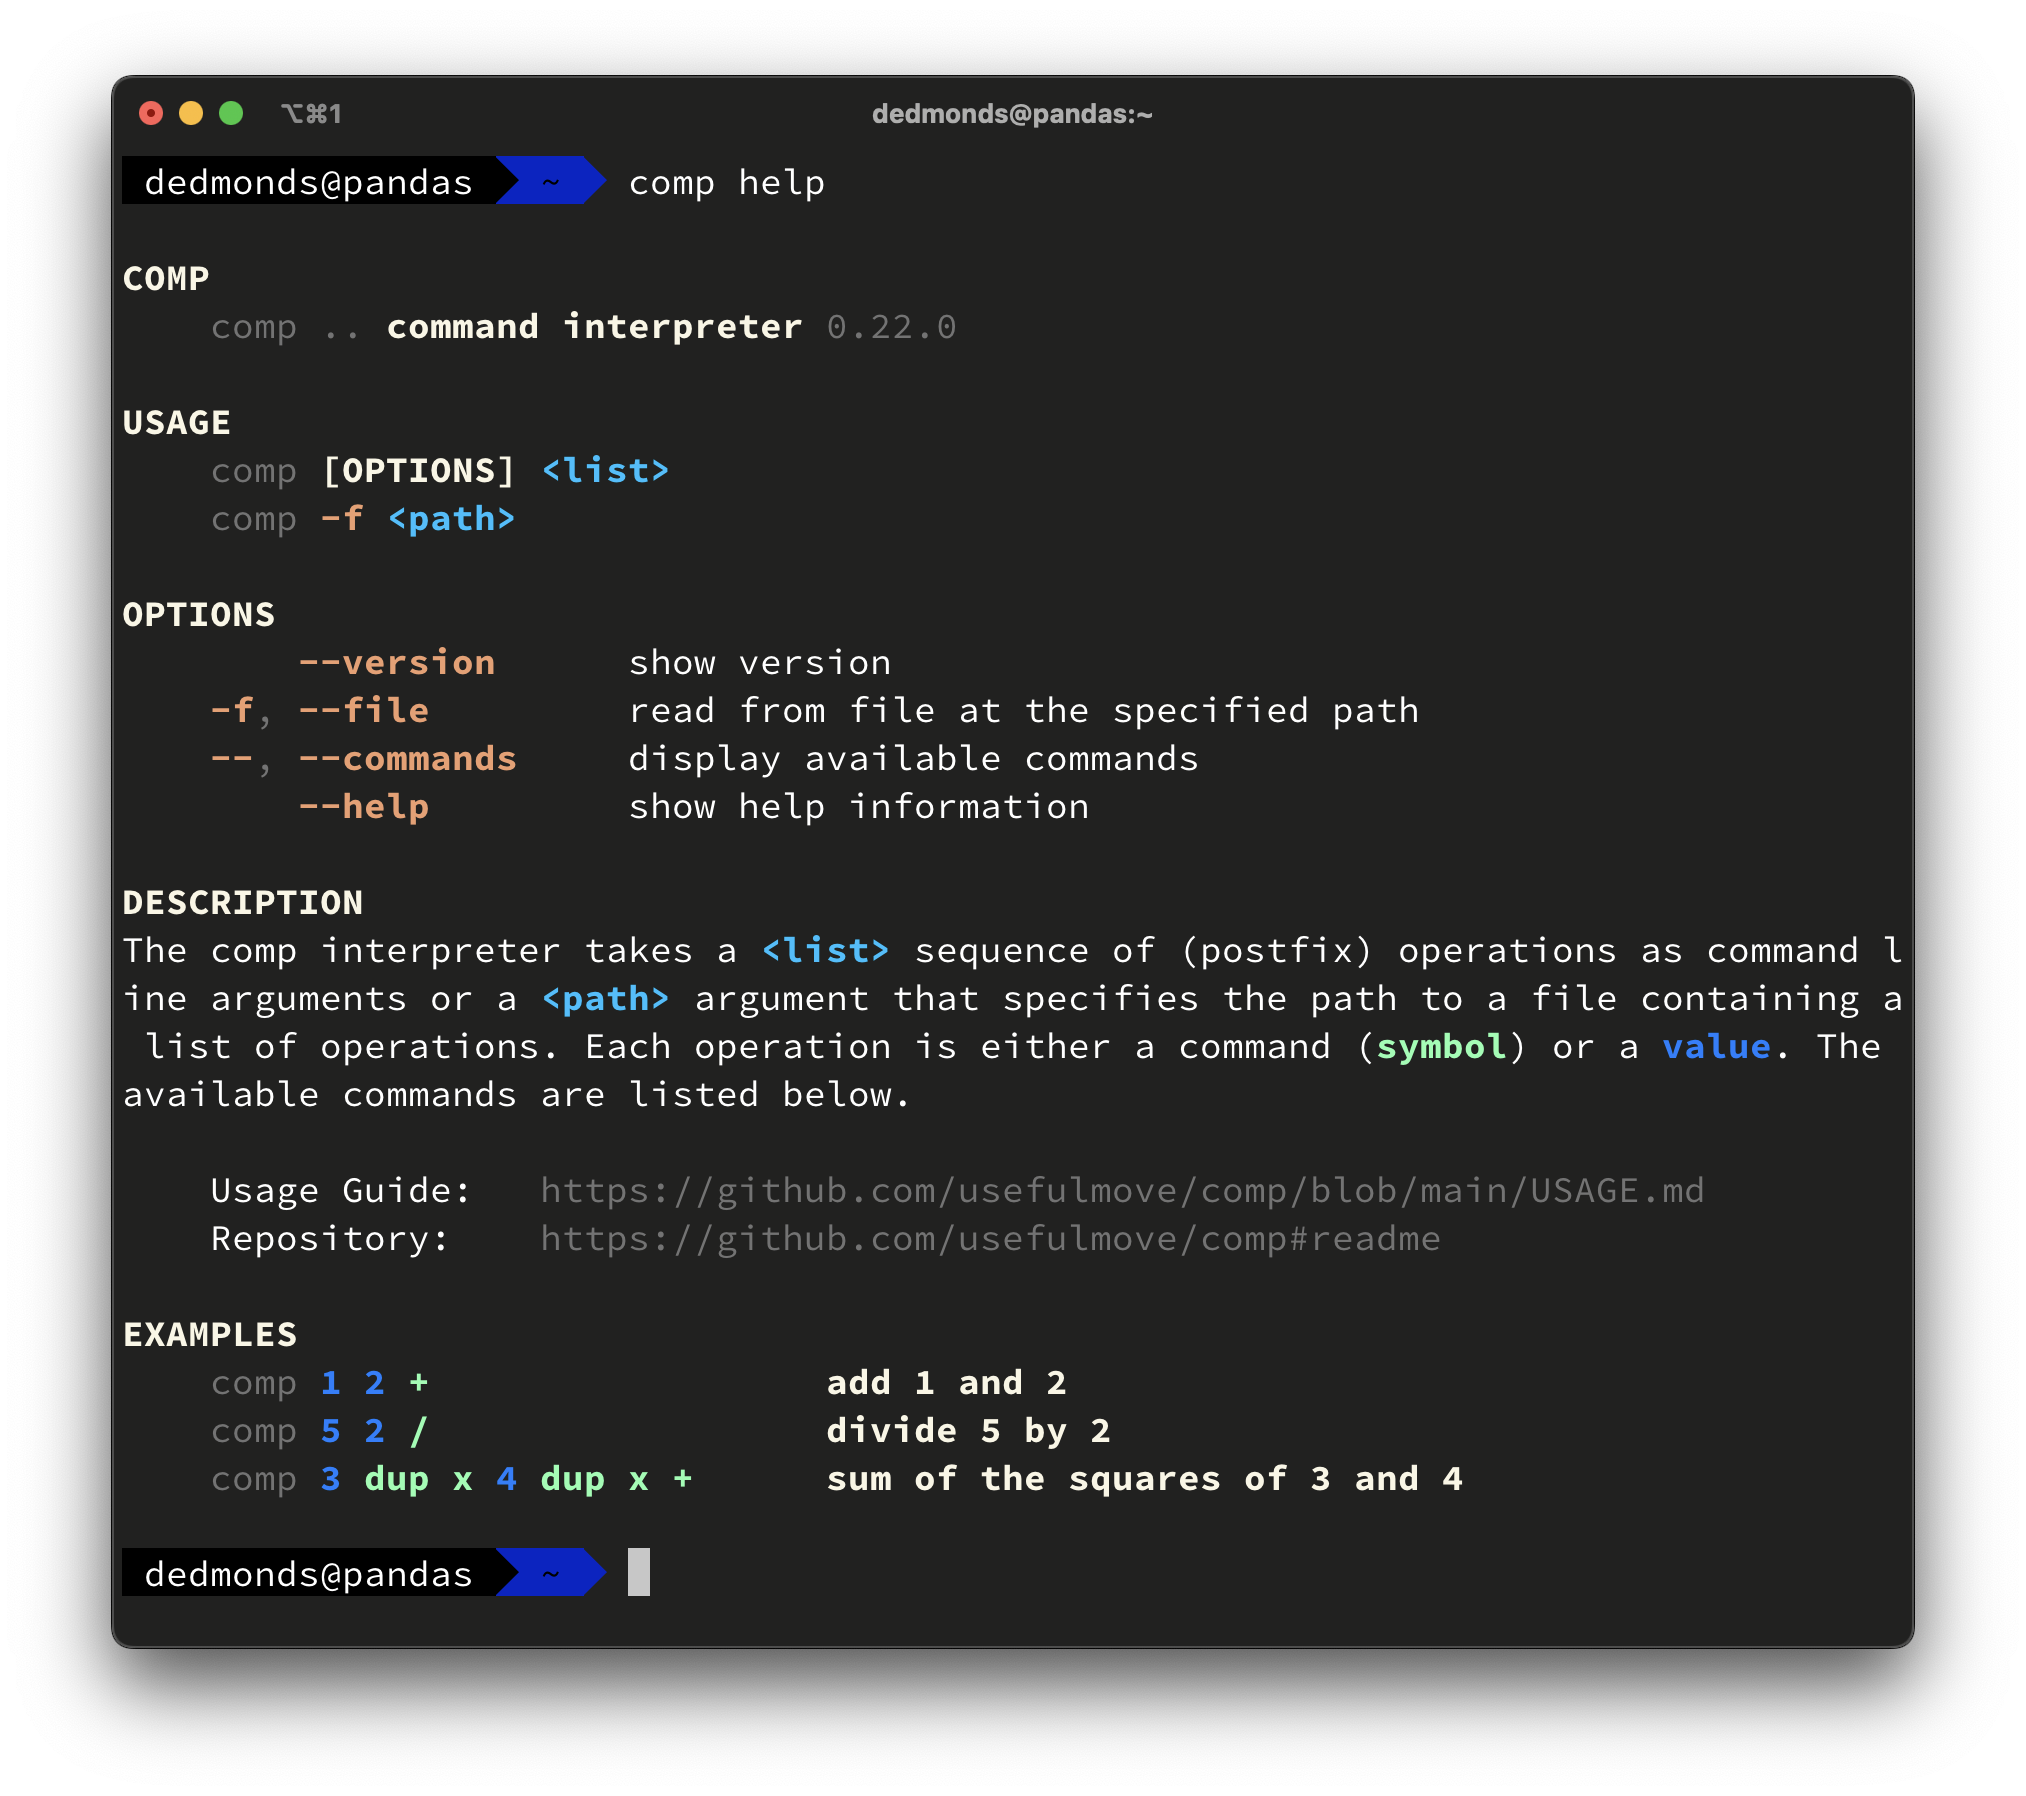 ⌥⌘1 dedmonds@pandas:~
dedmonds@pandas ~ comp help
COMP
comp .. command interpreter 0.22.0
USAGE
comp [OPTIONS] <list>
comp -f <path>
OPTIONS
--version show version
-f, --file read from file at the specified path
--, --commands display available commands
--help show help information
DESCRIPTION
The comp interpreter takes a <list> sequence of (postfix) operations as command l
ine arguments or a <path> argument that specifies the path to a file containing a
list of operations. Each operation is either a command (symbol) or a value. The
available commands are listed below.
Usage Guide: https://github.com/usefulmove/comp/blob/main/USAGE.md
Repository: https://github.com/usefulmove/comp#readme
EXAMPLES
comp 1 2 + add 1 and 2
comp 5 2 / divide 5 by 2
comp 3 dup x 4 dup x + sum of the squares of 3 and 4
dedmonds@pandas ~